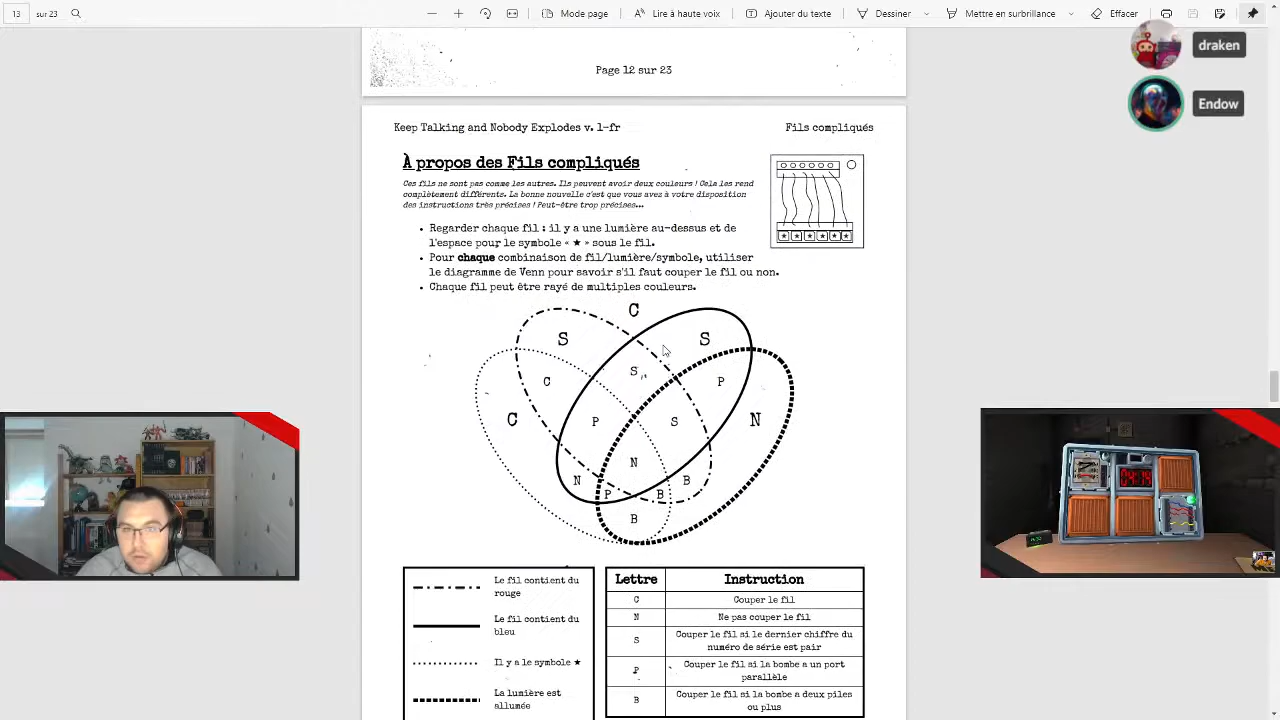 13 sur 23
Mode page
Lire à haute voix
Ajouter du texte
Dessiner
Mettre en surbrillance
Effacer
draken
Endow
Page 12 sur 23
Keep Talking and Nobody Explodes v. 1-fr
Fils compliqués
À propos des Fils compliqués
Ces fils ne sont pas comme les autres. Ils peuvent avoir deux couleurs ! Cela les rend
complètement différents. La bonne nouvelle c'est que vous avez à votre disposition
des instructions très précises ! Peut-être trop précises...
• Regarder chaque fil : il y a une lumière au-dessus et de
l'espace pour le symbole « ★ » sous le fil.
• Pour chaque combinaison de fil/lumière/symbole, utiliser
le diagramme de Venn pour savoir s'il faut couper le fil ou non.
• Chaque fil peut être rayé de multiples couleurs.
C
S
S
S
C
P
C
P
S
N
N
N
B
P
B
B
Le fil contient du
rouge
Le fil contient du
bleu
Il y a le symbole ★
La lumière est
allumée
Lettre Instruction
C Couper le fil
N Ne pas couper le fil
S Couper le fil si le dernier chiffre du
numéro de série est pair
P Couper le fil si la bombe a un port
parallèle
B Couper le fil si la bombe a deux piles
ou plus
04:14